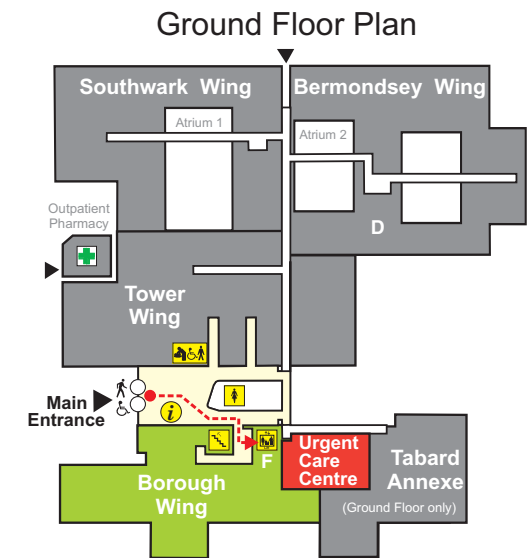 Ground Floor Plan
Southwark Wing
Bermondsey Wing
Atrium 1
Atrium 2
Outpatient
Pharmacy
D
Tower
Wing
Main
Entrance
i
F
Urgent
Care
Centre
Borough
Wing
Tabard
Annexe
(Ground Floor only)